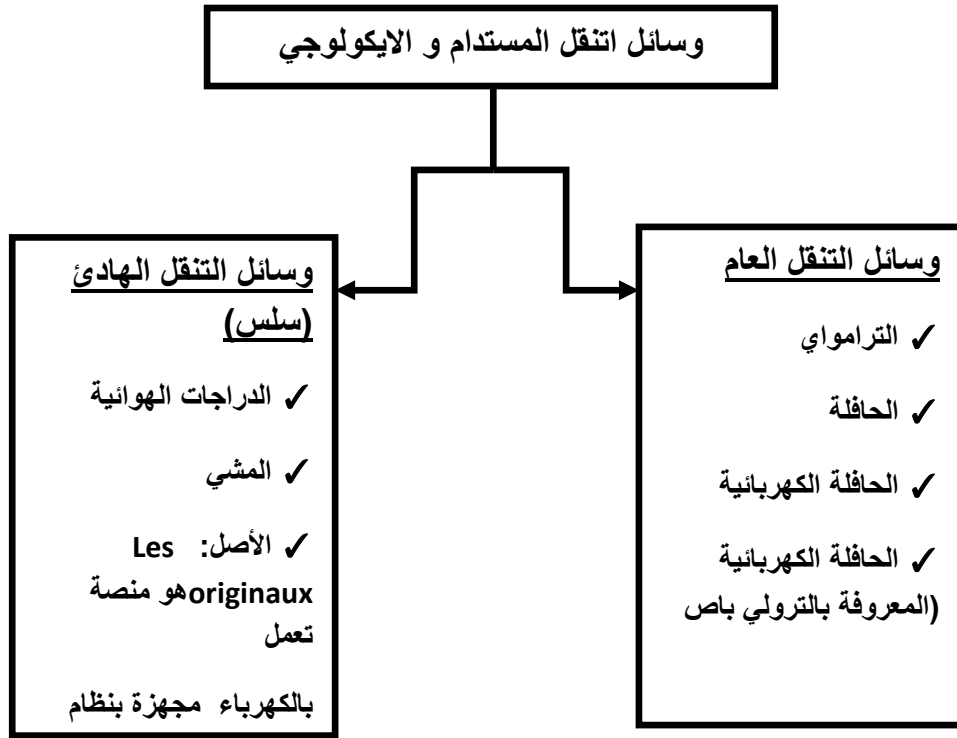 وسائل اتنقل المستدام و الايكولوجي
وسائل التنقل العام
✓ الترامواي
✓ الحافلة
✓ الحافلة الكهربائية
✓ الحافلة الكهربائية
(المعروفة بالترولي باص
وسائل التنقل الهادئ
(سلس)
✓ الدراجات الهوائية
✓ المشي
✓ الأصل: Les
originauxهو منصة
تعمل
بالكهرباء مجهزة بنظام